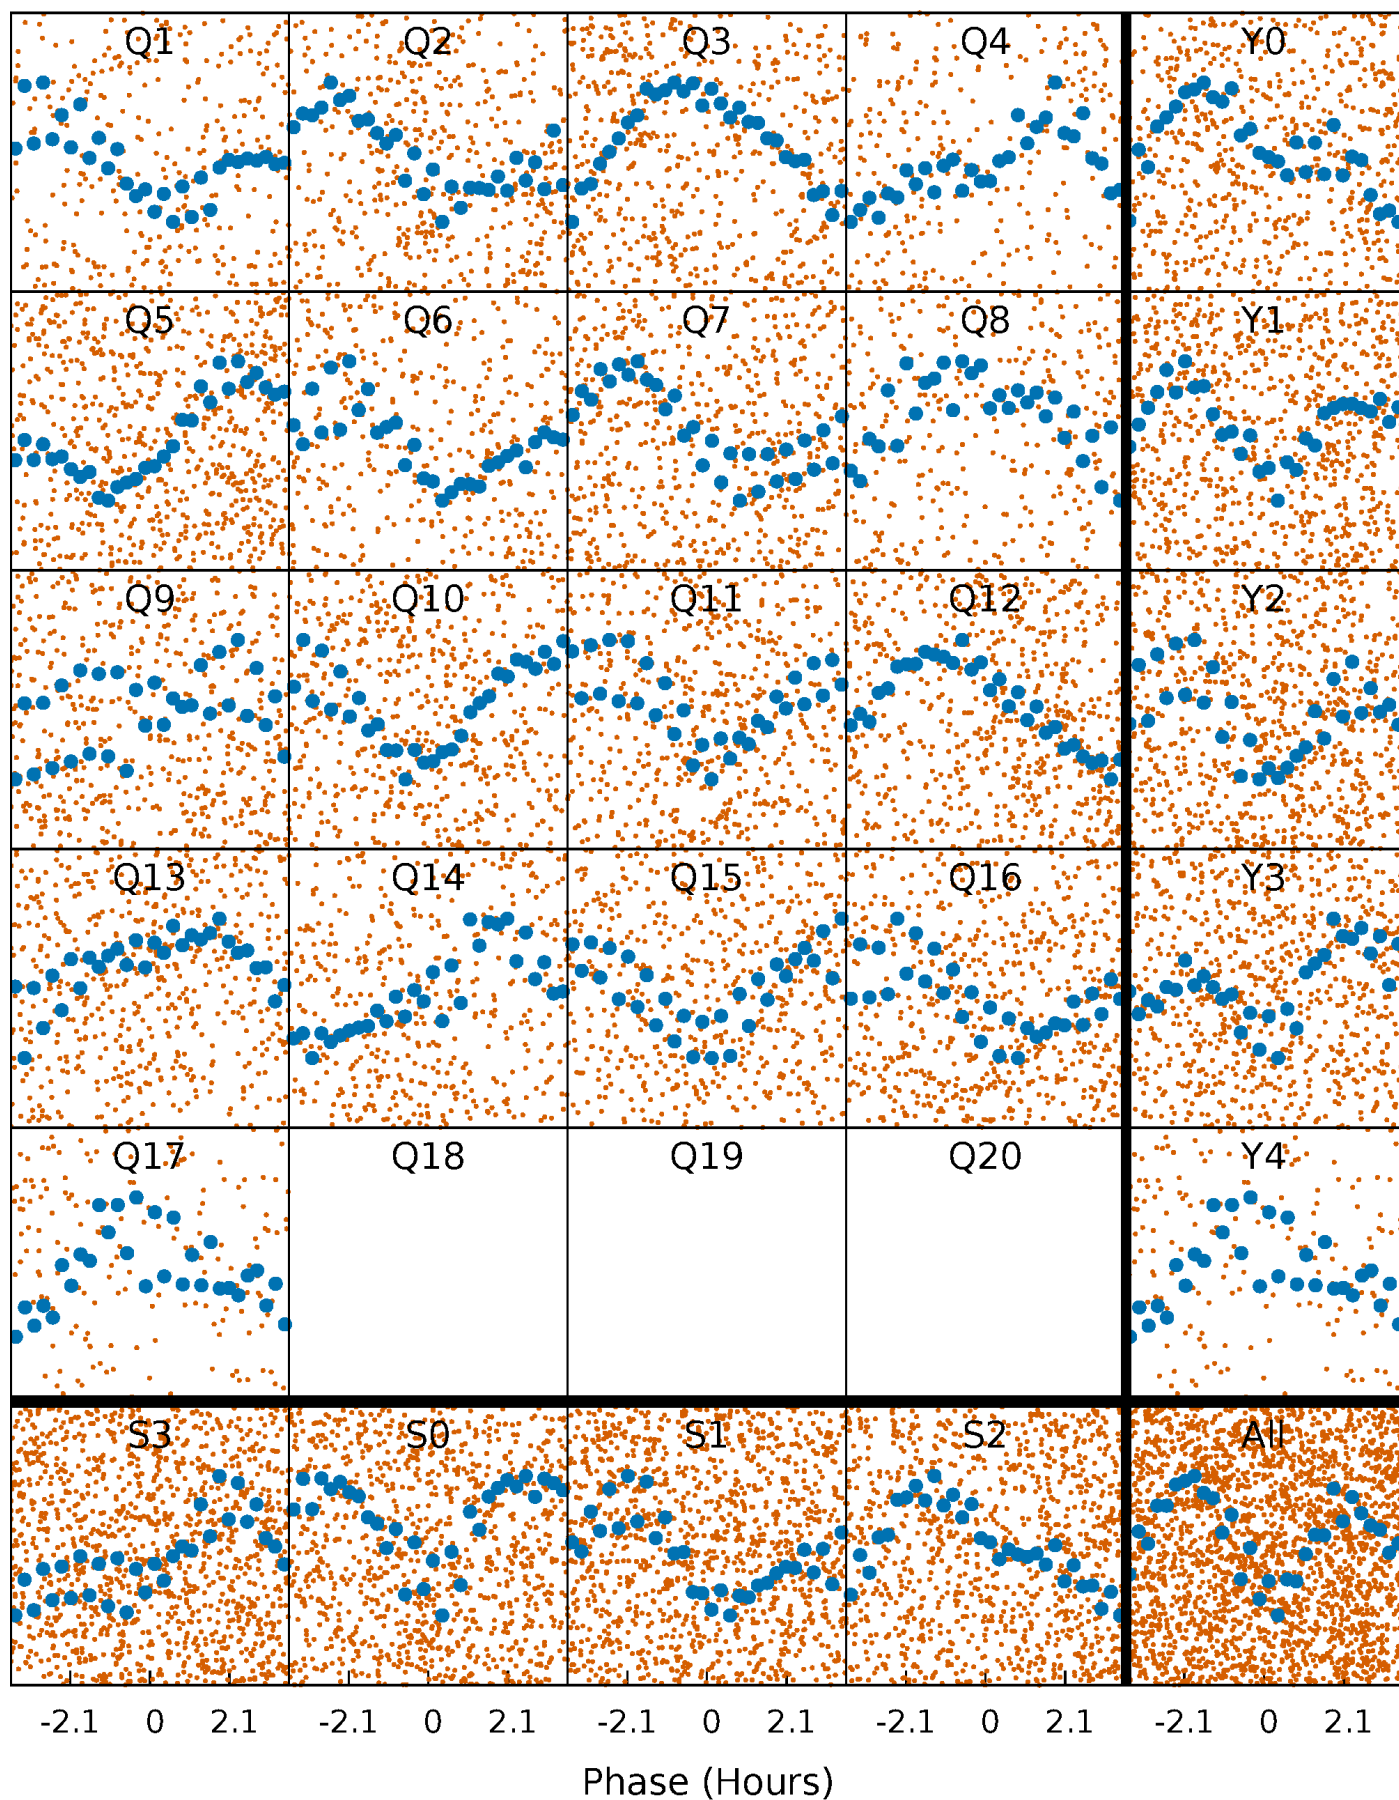 Q1 Q2 Q3 Q4 Y0
Q5 Q6 Q7 Q8 Y1
Q9 Q10 Q11 Q12 Y2
Q13 Q14 Q15 Q16 Y3
Q17 Q18 Q19 Q20 Y4
S3 S0 S1 S2 All
-2.1 0 2.1 -2.1 0 2.1 -2.1 0 2.1 -2.1 0 2.1 -2.1 0 2.1
Phase (Hours)